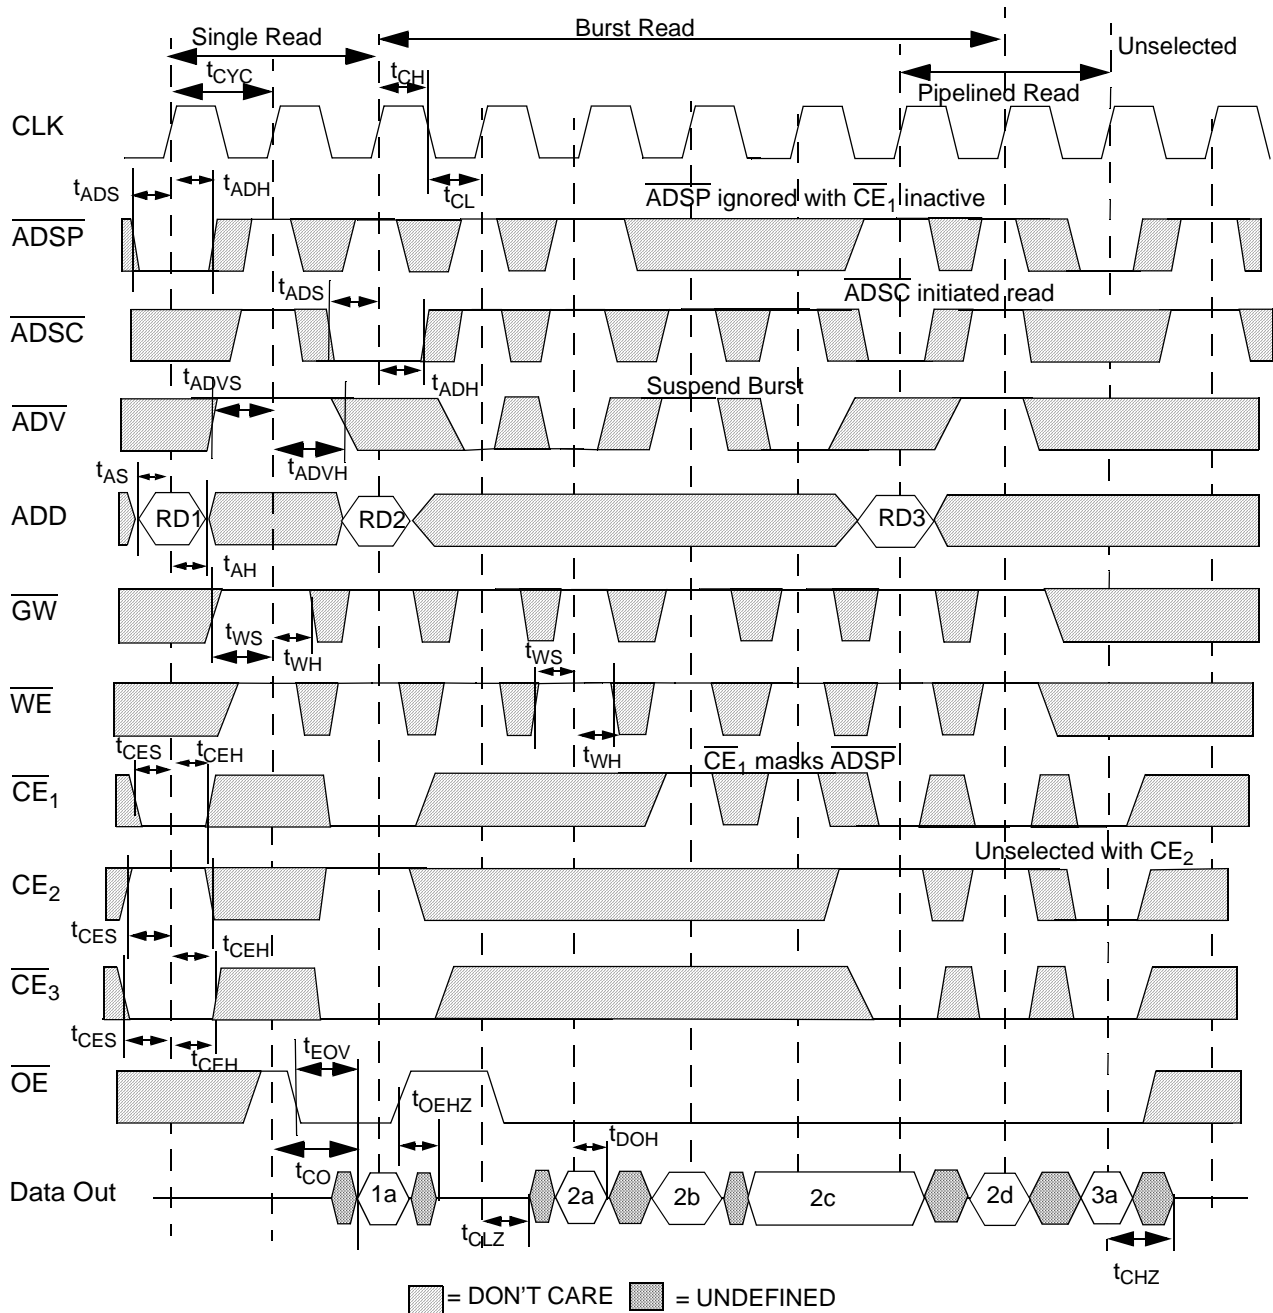 Single Read
Burst Read
Unselected
tCYC
tCH
Pipelined Read
CLK
tADS
tADH
tCL
ADSP ignored with CE1 inactive
ADSP
tADS
ADSC initiated read
ADSC
tADVS
tADH
Suspend Burst
ADV
tAS
tADVH
ADD
RD1
RD2
RD3
tAH
GW
tWS
tWH
tWS
WE
tCES
tCEH
tWH
CE1 masks ADSP
CE1
Unselected with CE2
CE2
tCES
tCEH
CE3
tCES
tCEH
tEOV
OE
tOEHZ
tCO
tDOH
Data Out
1a
2a
2b
2c
2d
3a
tCLZ
tCHZ
= DON'T CARE
= UNDEFINED